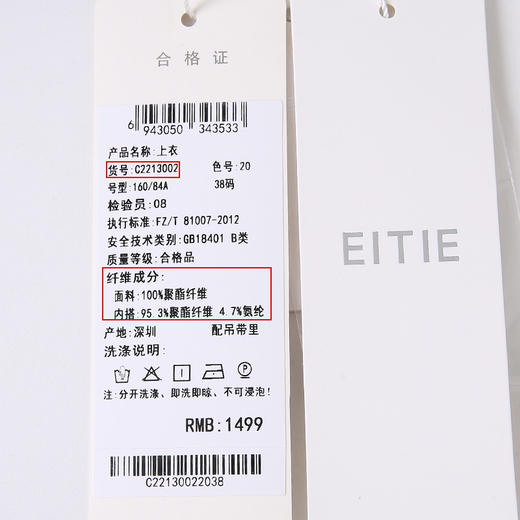 合格证
6 943050 343533
产品名称:上衣
货号:C2213002 色号:20
号型:160/84A 38码
检验员:08
执行标准:FZ/T 81007-2012
安全技术类别:GB18401 B类
质量等级:合格品
纤维成分:
面料:100%聚酯纤维
内搭:95.3%聚酯纤维 4.7%氨纶
产地:深圳 配吊带里
洗涤说明:
注:分开洗涤、即洗即晾、不可浸泡!
RMB:1499
C22130022038
EITIE